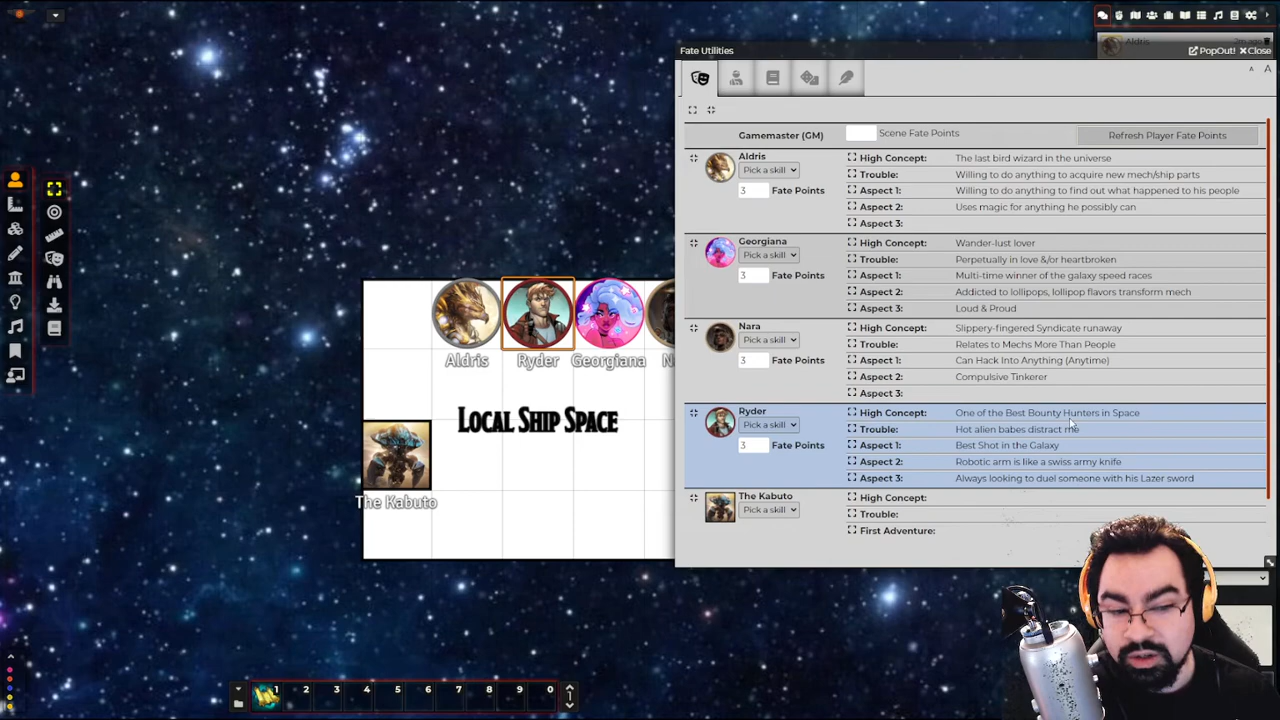 Fate Utilities
PopOut! Close
A A
Gamemaster (GM) Scene Fate Points Refresh Player Fate Points
Aldris
Pick a skill
3 Fate Points
High Concept: The last bird wizard in the universe
Trouble: Willing to do anything to acquire new mech/ship parts
Aspect 1: Willing to do anything to find out what happened to his people
Aspect 2: Uses magic for anything he possibly can
Aspect 3:
Georgiana
Pick a skill
3 Fate Points
High Concept: Wander-lust lover
Trouble: Perpetually in love &/or heartbroken
Aspect 1: Multi-time winner of the galaxy speed races
Aspect 2: Addicted to lollipops, lollipop flavors transform mech
Aspect 3: Loud & Proud
Nara
Pick a skill
3 Fate Points
High Concept: Slippery-fingered Syndicate runaway
Trouble: Relates to Mechs More Than People
Aspect 1: Can Hack Into Anything (Anytime)
Aspect 2: Compulsive Tinkerer
Aspect 3:
Ryder
Pick a skill
3 Fate Points
High Concept: One of the Best Bounty Hunters in Space
Trouble: Hot alien babes distract me
Aspect 1: Best Shot in the Galaxy
Aspect 2: Robotic arm is like a swiss army knife
Aspect 3: Always looking to duel someone with his Lazer sword
The Kabuto
Pick a skill
High Concept:
Trouble:
First Adventure:
Aldris Ryder Georgiana
Local Ship Space
The Kabuto
1 2 3 4 5 6 7 8 9 0
1